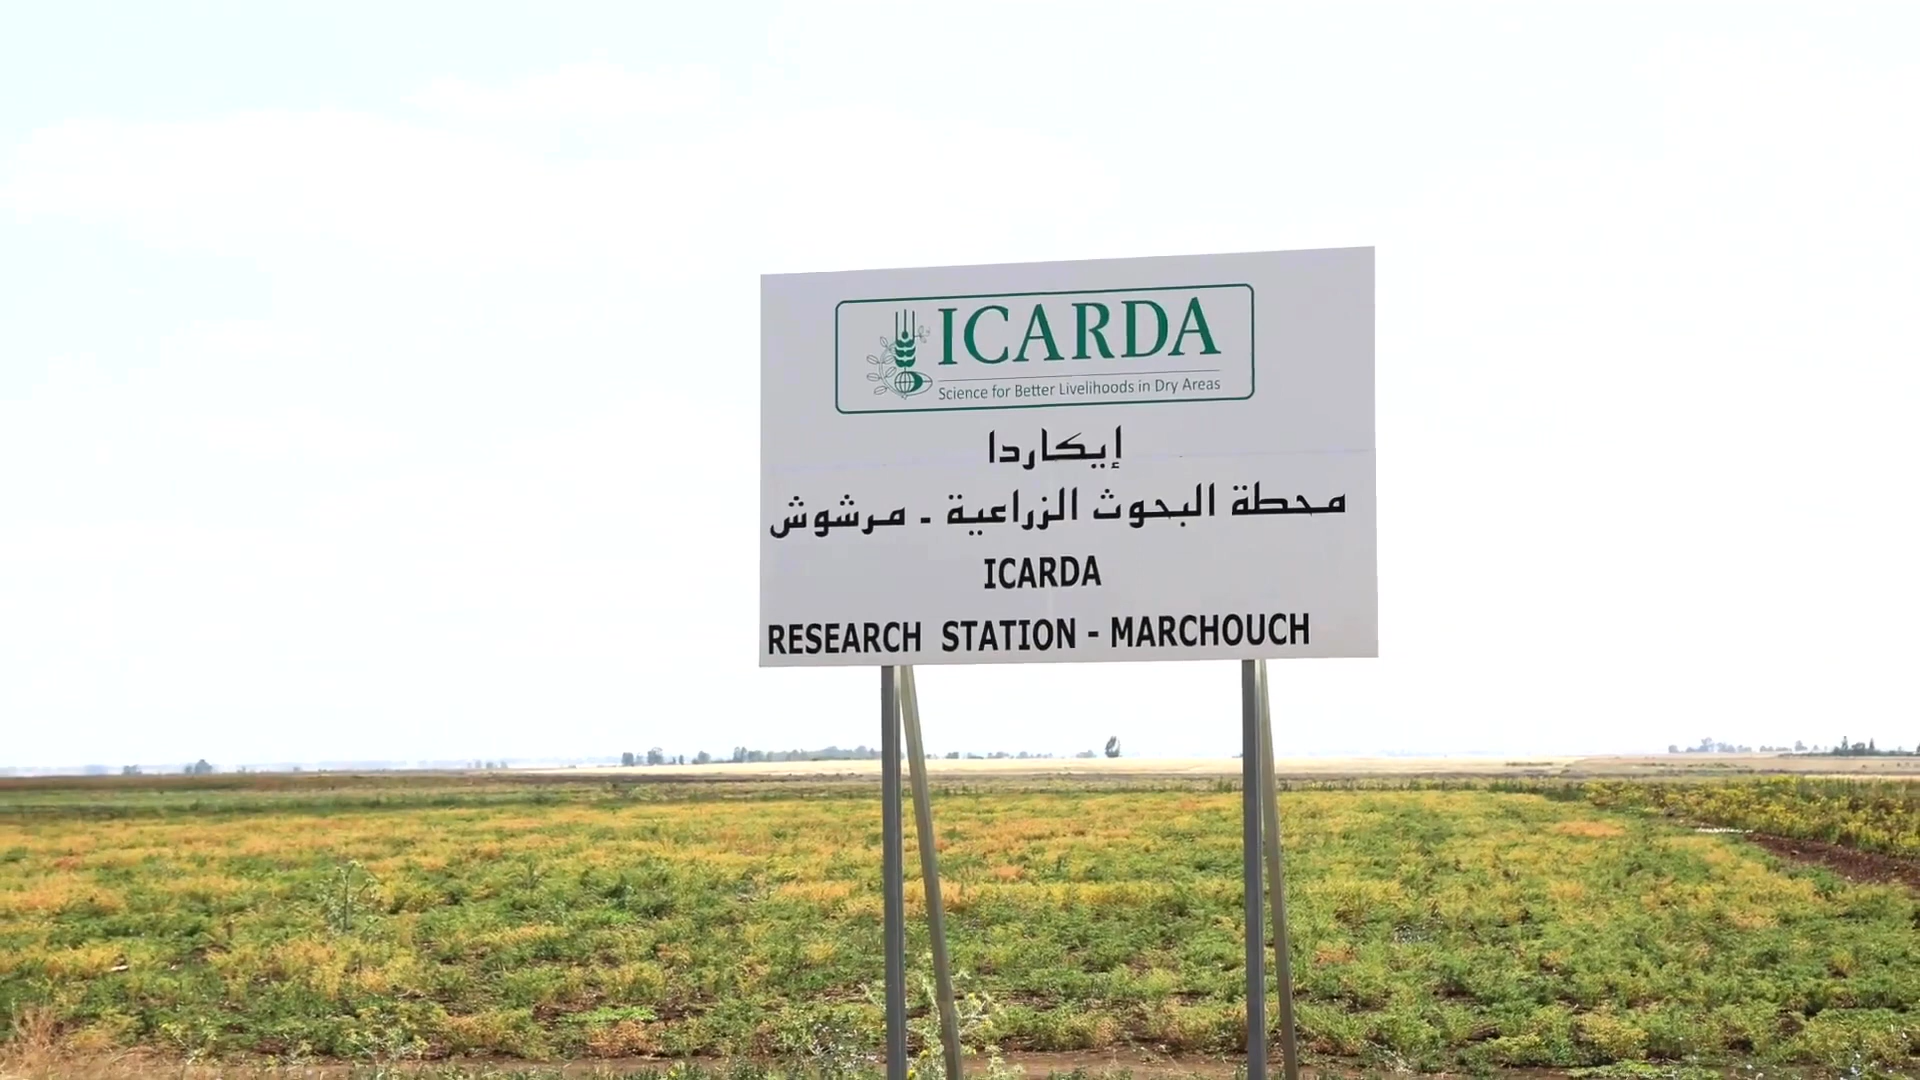 ICARDA
Science for Better Livelihoods in Dry Areas
إيكاردا
محطة البحوث الزراعية - مرشوش
ICARDA
RESEARCH STATION - MARCHOUCH